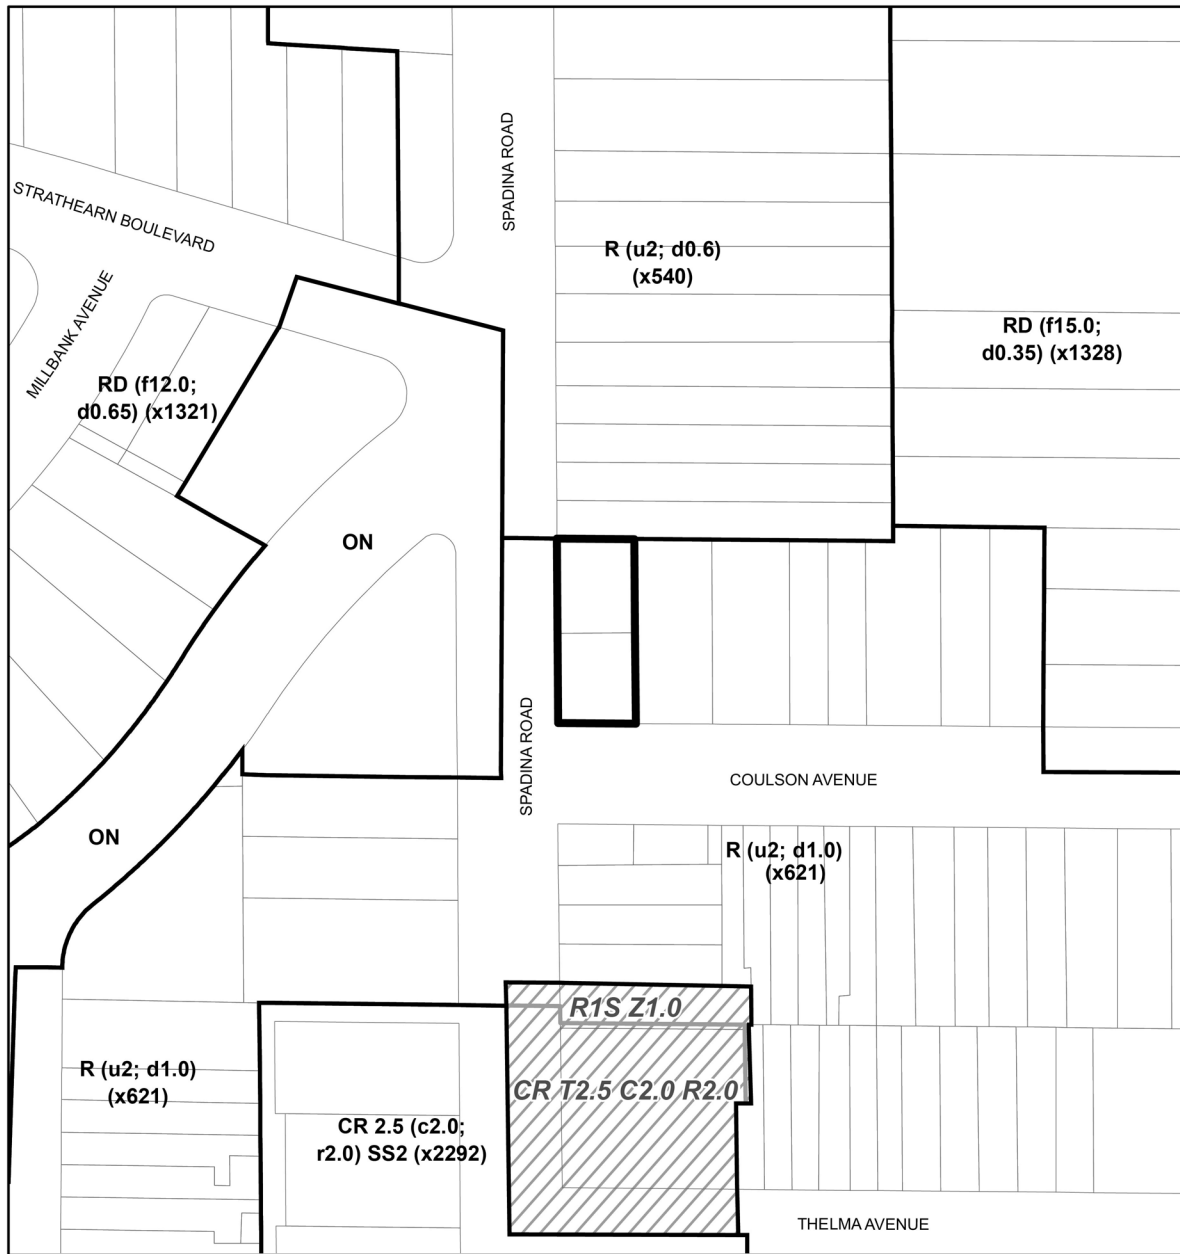 SPADINA ROAD
STRATHEARN BOULEVARD
R (u2; d0.6)
(x540)
MILLBANK AVENUE
RD (f15.0;
d0.35) (x1328)
RD (f12.0;
d0.65) (x1321)
ON
SPADINA ROAD
COULSON AVENUE
ON
R (u2; d1.0)
(x621)
R1S Z1.0
R (u2; d1.0)
(x621)
CR T2.5 C2.0 R2.0
CR 2.5 (c2.0;
r2.0) SS2 (x2292)
THELMA AVENUE